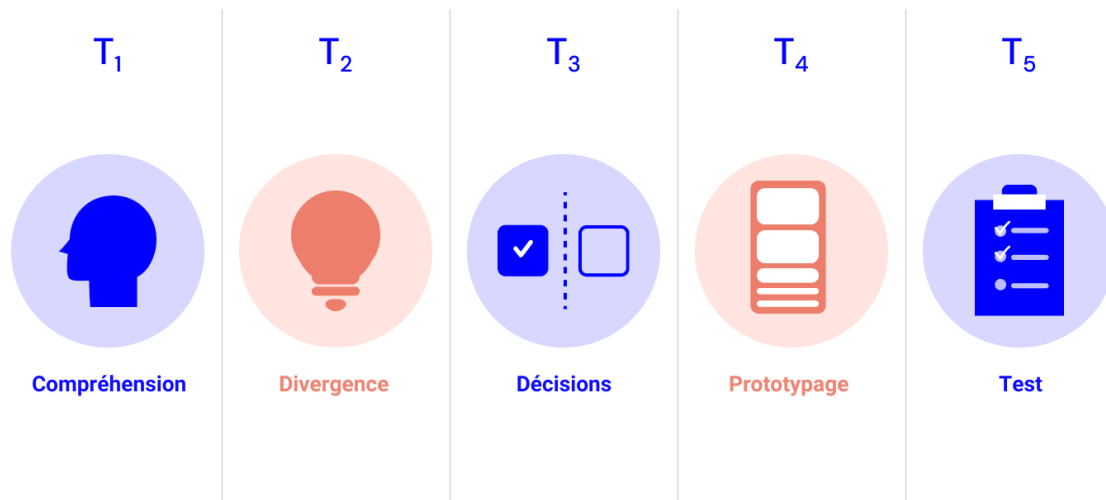 T₁
T₂
T₃
T₄
T₅
Compréhension
Divergence
Décisions
Prototypage
Test